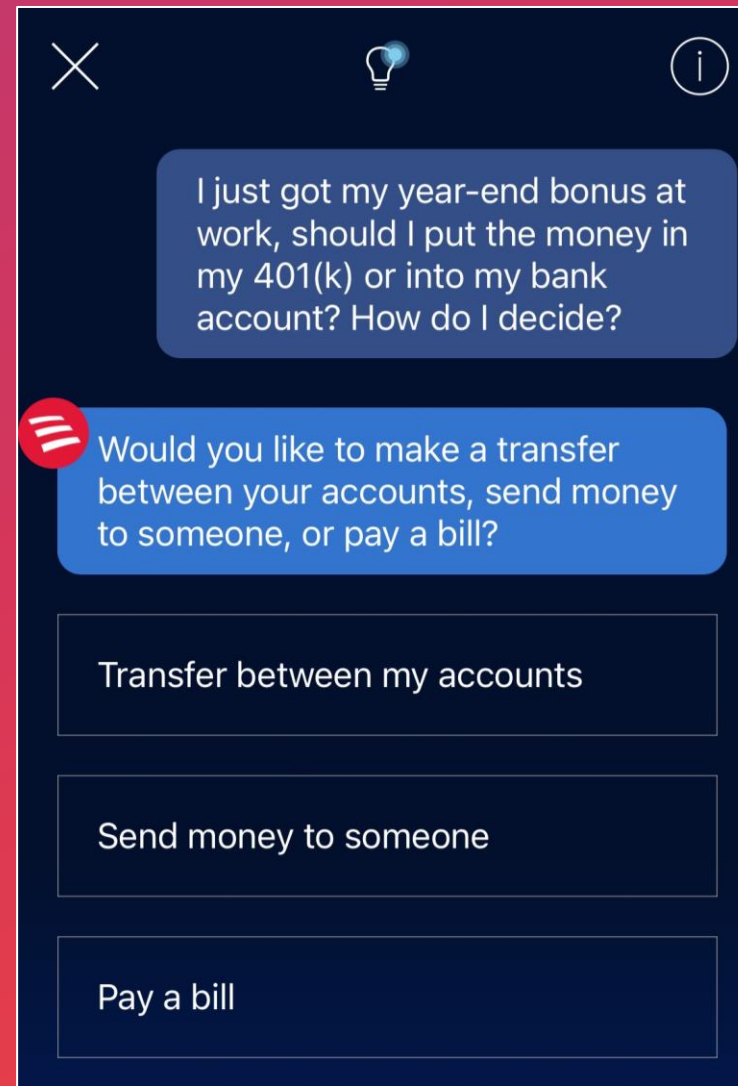 i
I just got my year-end bonus at
work, should I put the money in
my 401(k) or into my bank
account? How do I decide?
Would you like to make a transfer
between your accounts, send money
to someone, or pay a bill?
Transfer between my accounts
Send money to someone
Pay a bill